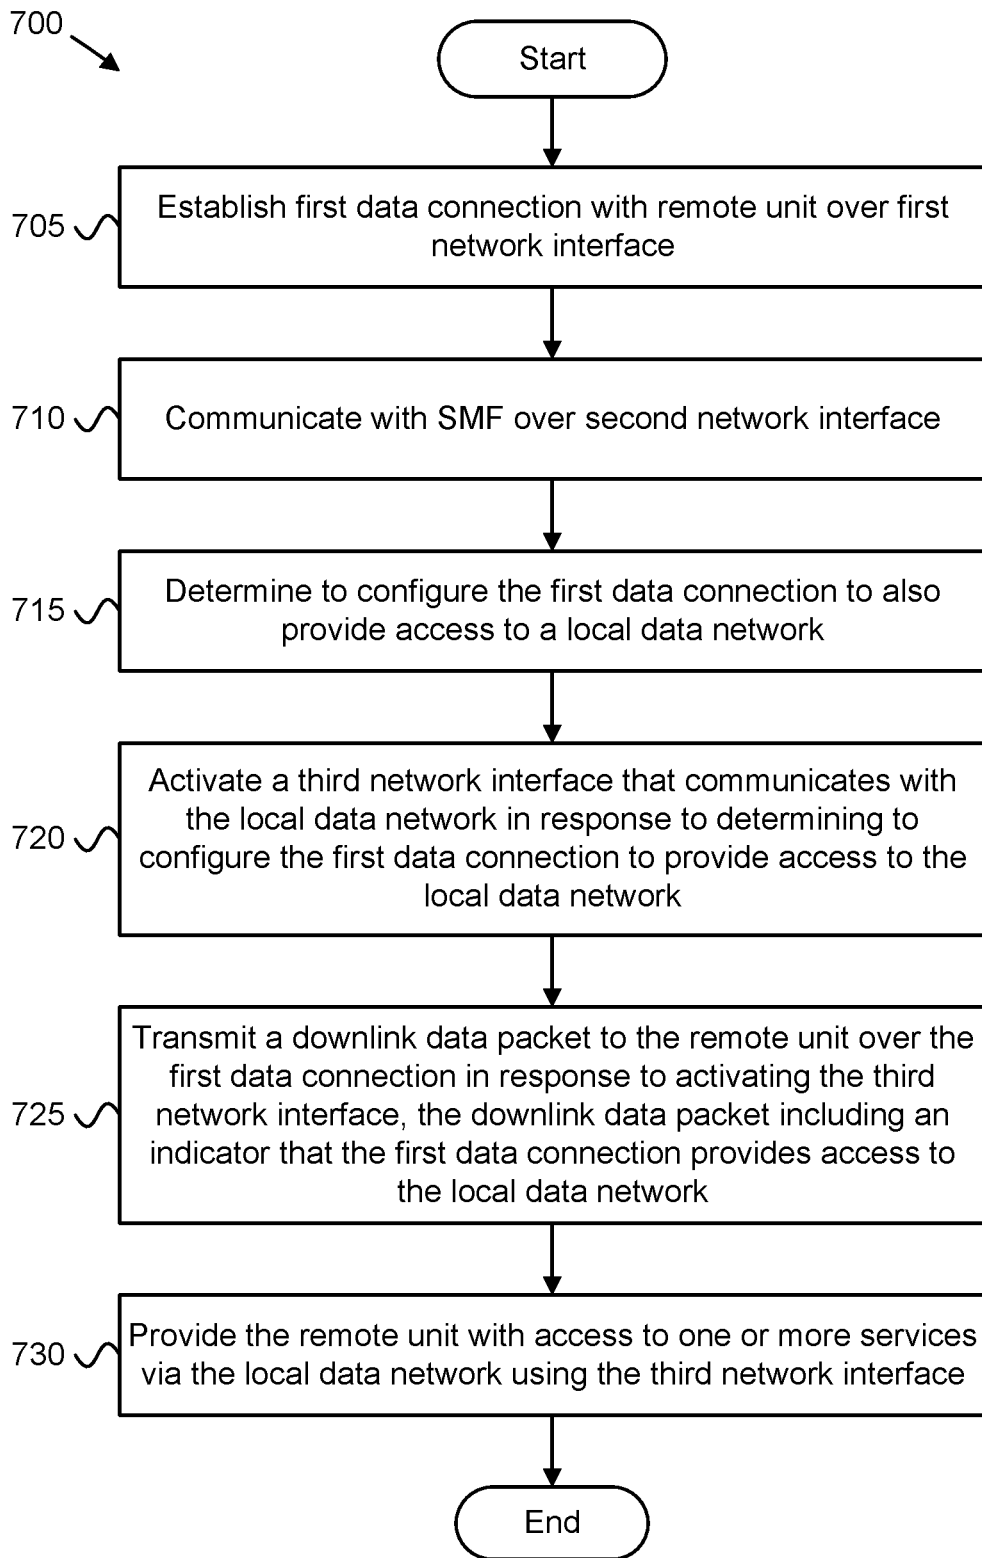 700
Start
705
Establish first data connection with remote unit over first
network interface
710
Communicate with SMF over second network interface
715
Determine to configure the first data connection to also
provide access to a local data network
720
Activate a third network interface that communicates with
the local data network in response to determining to
configure the first data connection to provide access to the
local data network
725
Transmit a downlink data packet to the remote unit over the
first data connection in response to activating the third
network interface, the downlink data packet including an
indicator that the first data connection provides access to
the local data network
730
Provide the remote unit with access to one or more services
via the local data network using the third network interface
End